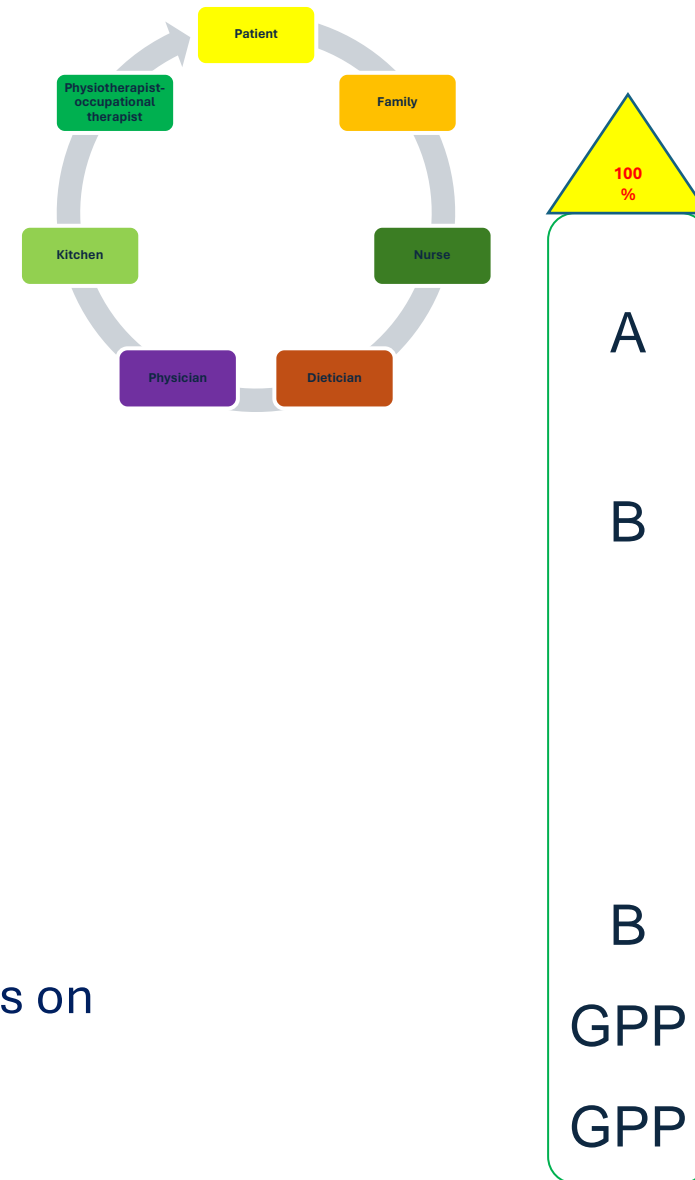 Patient
Family
Nurse
Dietician
Physician
Kitchen
Physiotherapist-
occupational
therapist
100
%
A
B
B
s on
GPP
GPP